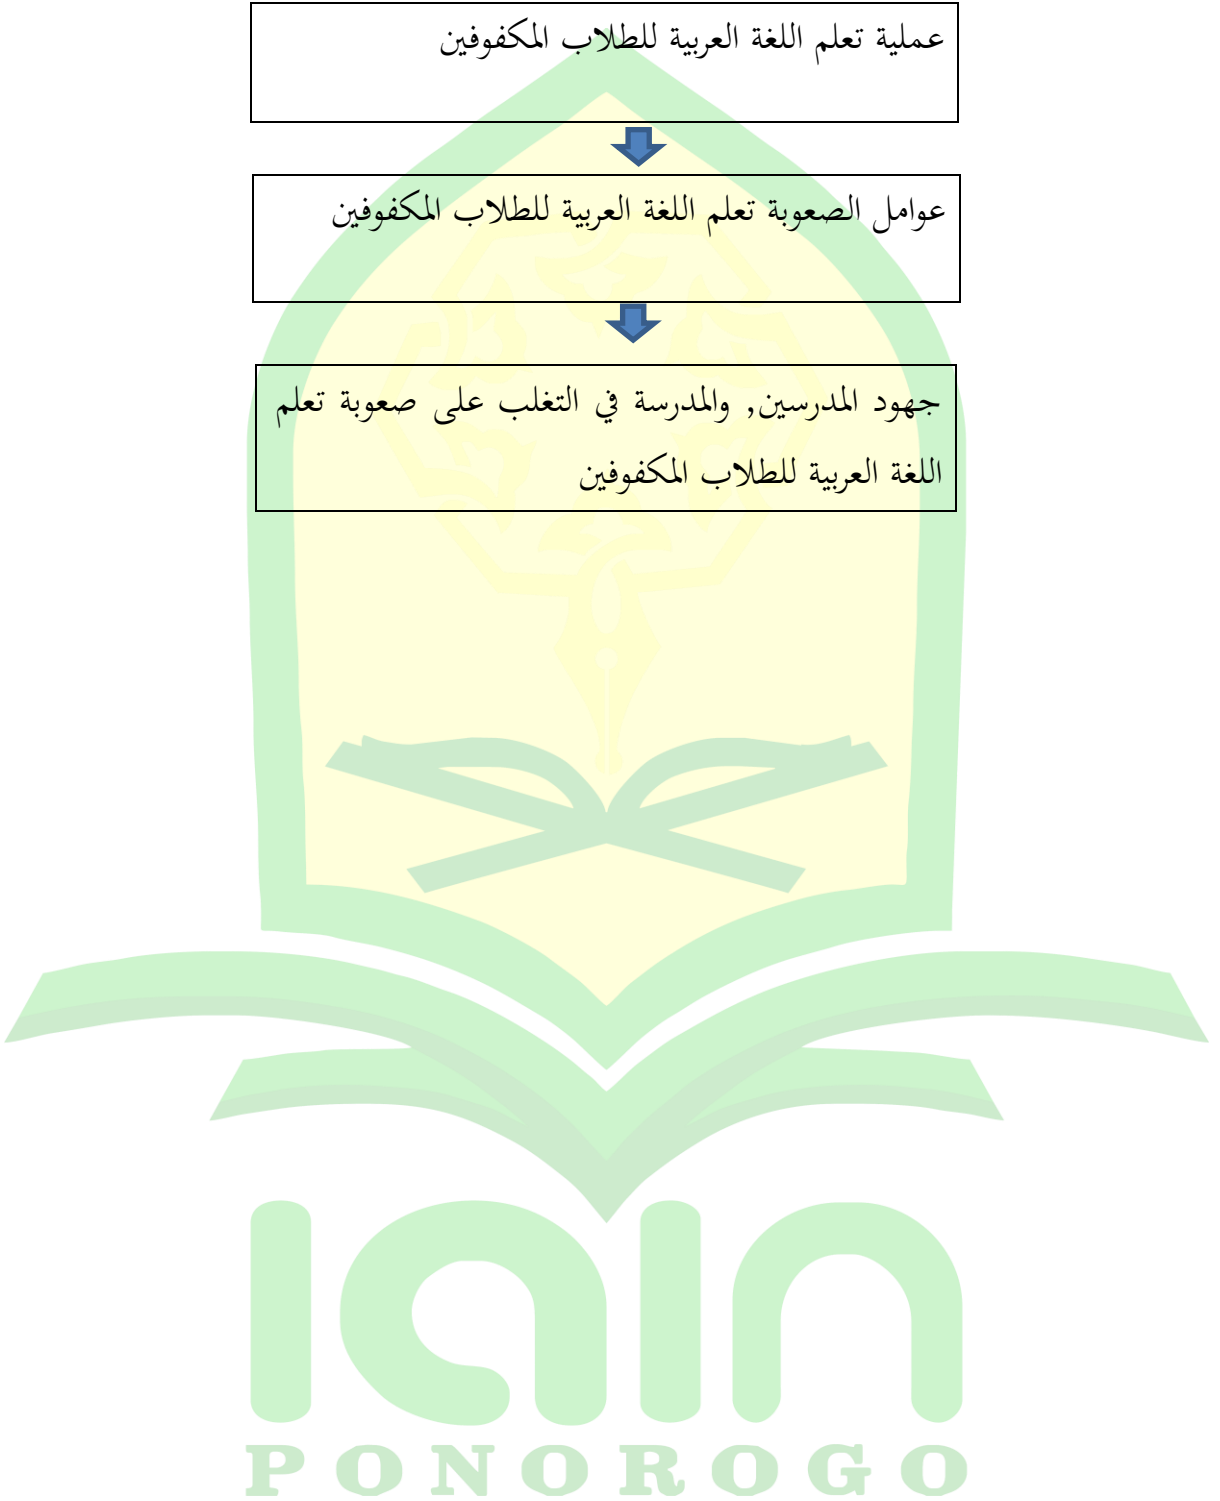 عملية تعلم اللغة العربية للطلاب المكفوفين
عوامل الصعوبة تعلم اللغة العربية للطلاب المكفوفين
جهود المدرسين, والمدرسة في التغلب على صعوبة تعلم
اللغة العربية للطلاب المكفوفين
iain
PONOROGO